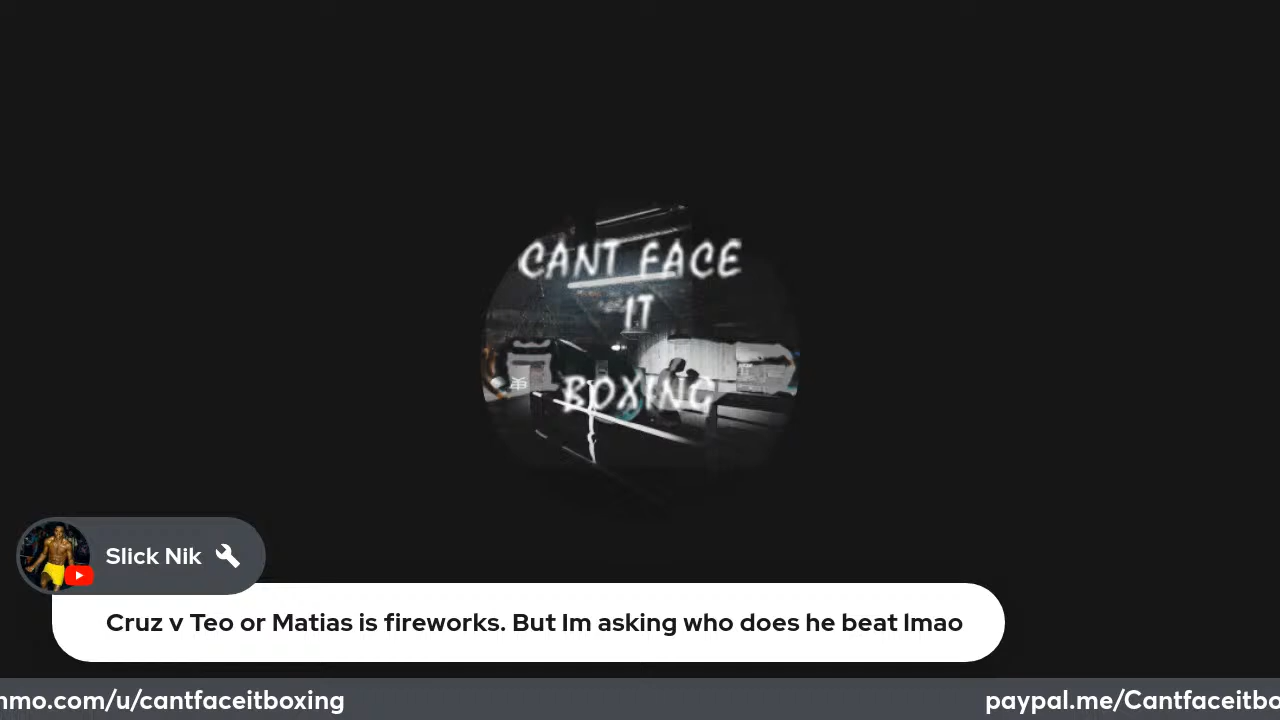 CANT FACE
IT
BOXING
Slick Nik
Cruz v Teo or Matias is fireworks. But Im asking who does he beat lmao
nmo.com/u/cantfaceitboxing
paypal.me/Cantfaceitbo